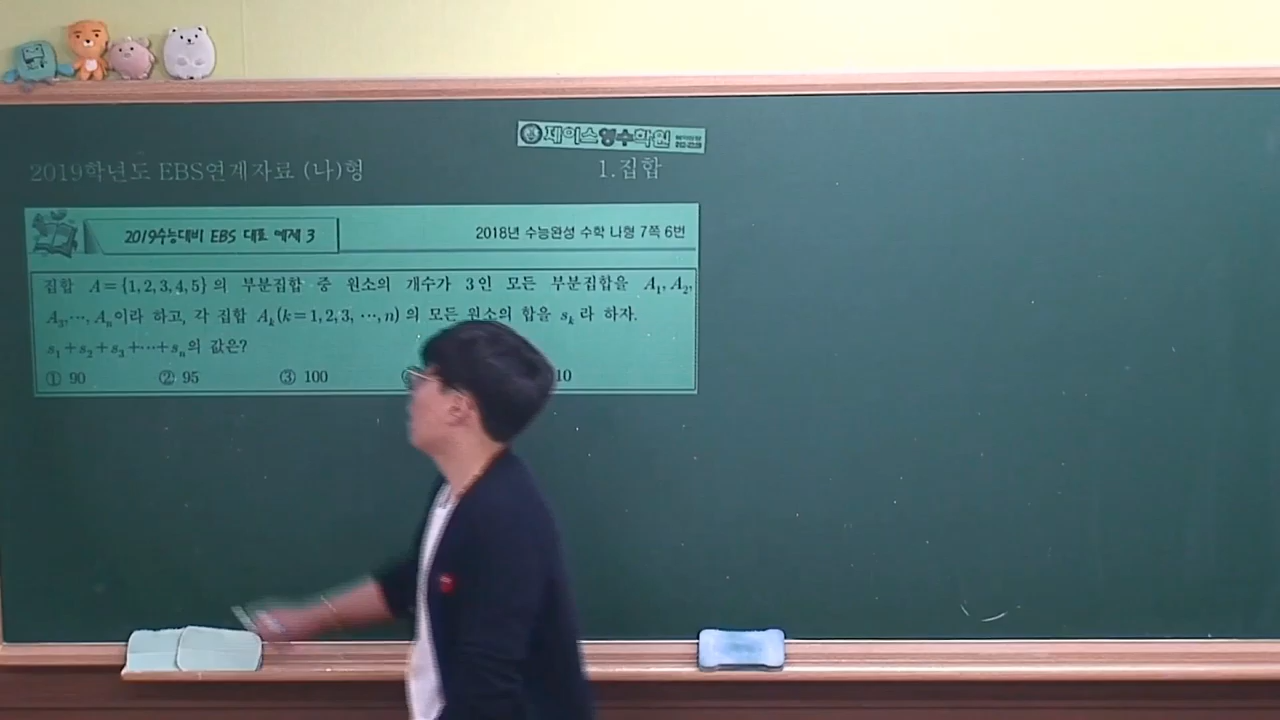 제이스영수학원
2019학년도 EBS연계자료 (나)형 1.집합
2019수능대비 EBS 대표 예제 3 2018년 수능완성 수학 나형 7쪽 6번
집합 A={1,2,3,4,5}의 부분집합 중 원소의 개수가 3인 모든 부분집합을 A₁, A₂,
A₃,⋯, Aₙ이라 하고, 각 집합 Aₖ(k=1,2,3,⋯,n)의 모든 원소의 합을 sₖ라 하자.
s₁+s₂+s₃+⋯+sₙ의 값은?
① 90 ② 95 ③ 100 10